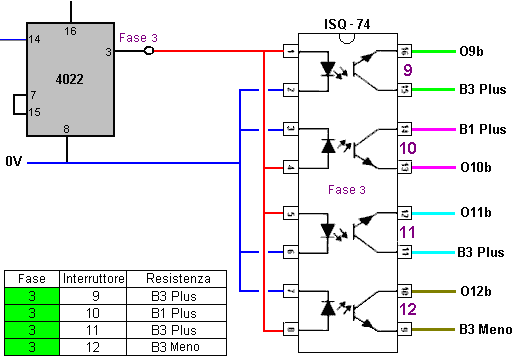 ISQ - 74
16
14
3
Fase 3
4022
7
15
8
0V
1
2
3
4
5
6
7
8
16
15
14
13
12
11
10
9
9
10
Fase 3
11
12
O9b
B3 Plus
B1 Plus
O10b
O11b
B3 Plus
O12b
B3 Meno
Fase Interruttore Resistenza
3 9 B3 Plus
3 10 B1 Plus
3 11 B3 Plus
3 12 B3 Meno